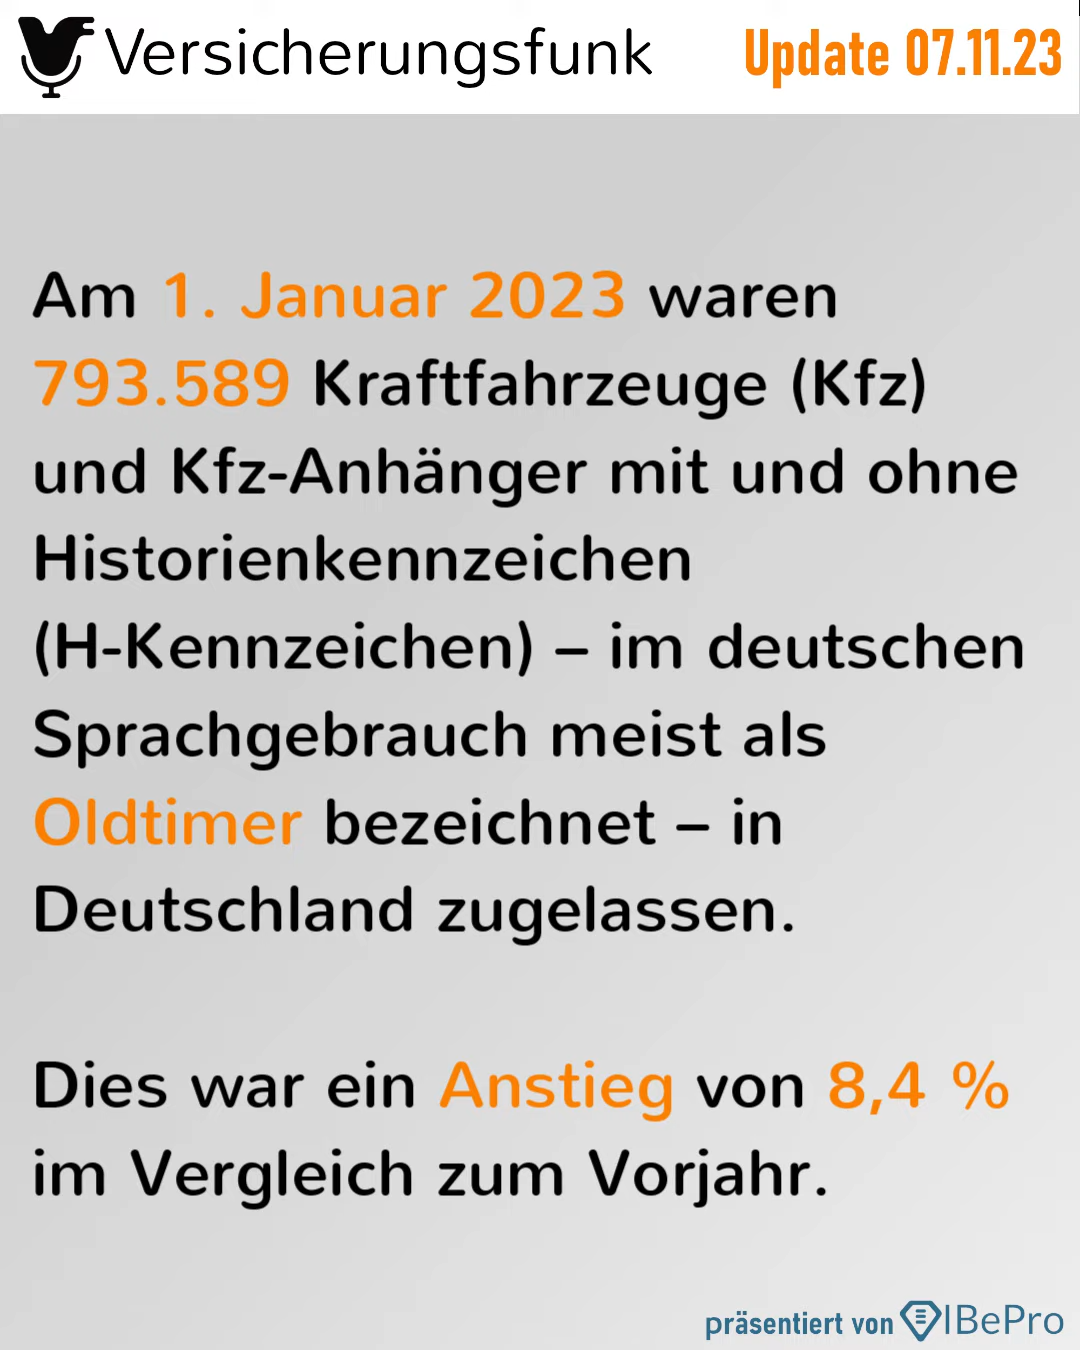 Versicherungsfunk
Update 07.11.23
Am 1. Januar 2023 waren
793.589 Kraftfahrzeuge (Kfz)
und Kfz-Anhänger mit und ohne
Historienkennzeichen
(H-Kennzeichen) – im deutschen
Sprachgebrauch meist als
Oldtimer bezeichnet – in
Deutschland zugelassen.
Dies war ein Anstieg von 8,4 %
im Vergleich zum Vorjahr.
präsentiert von IBePro